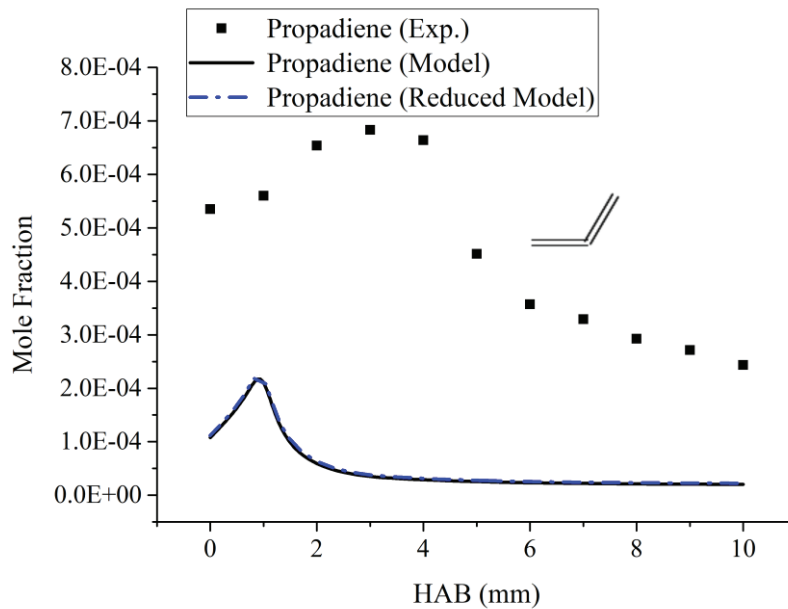 Propadiene (Exp.)
Propadiene (Model)
Propadiene (Reduced Model)
8.0E-04
7.0E-04
6.0E-04
5.0E-04
4.0E-04
3.0E-04
2.0E-04
1.0E-04
0.0E+00
Mole Fraction
0 2 4 6 8 10
HAB (mm)